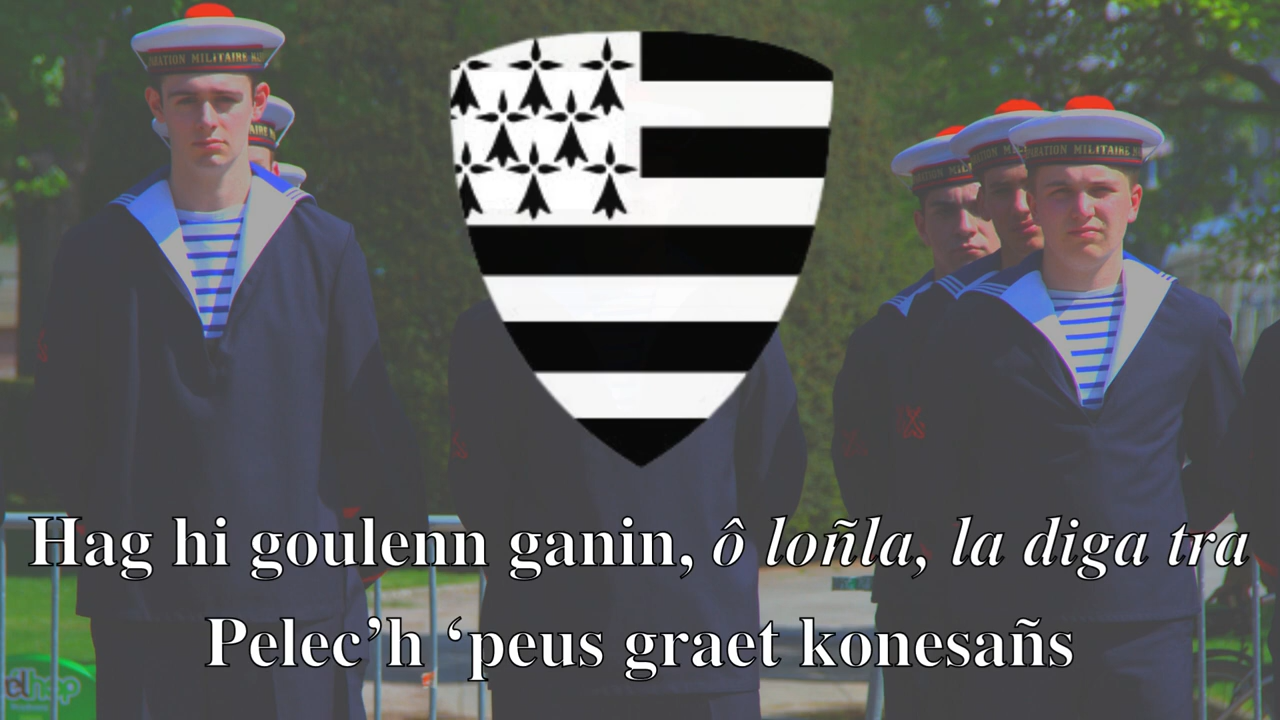 Hag hi goulenn ganin, ô loñla, la diga tra
Pelec’h ‘peus graet konesañs